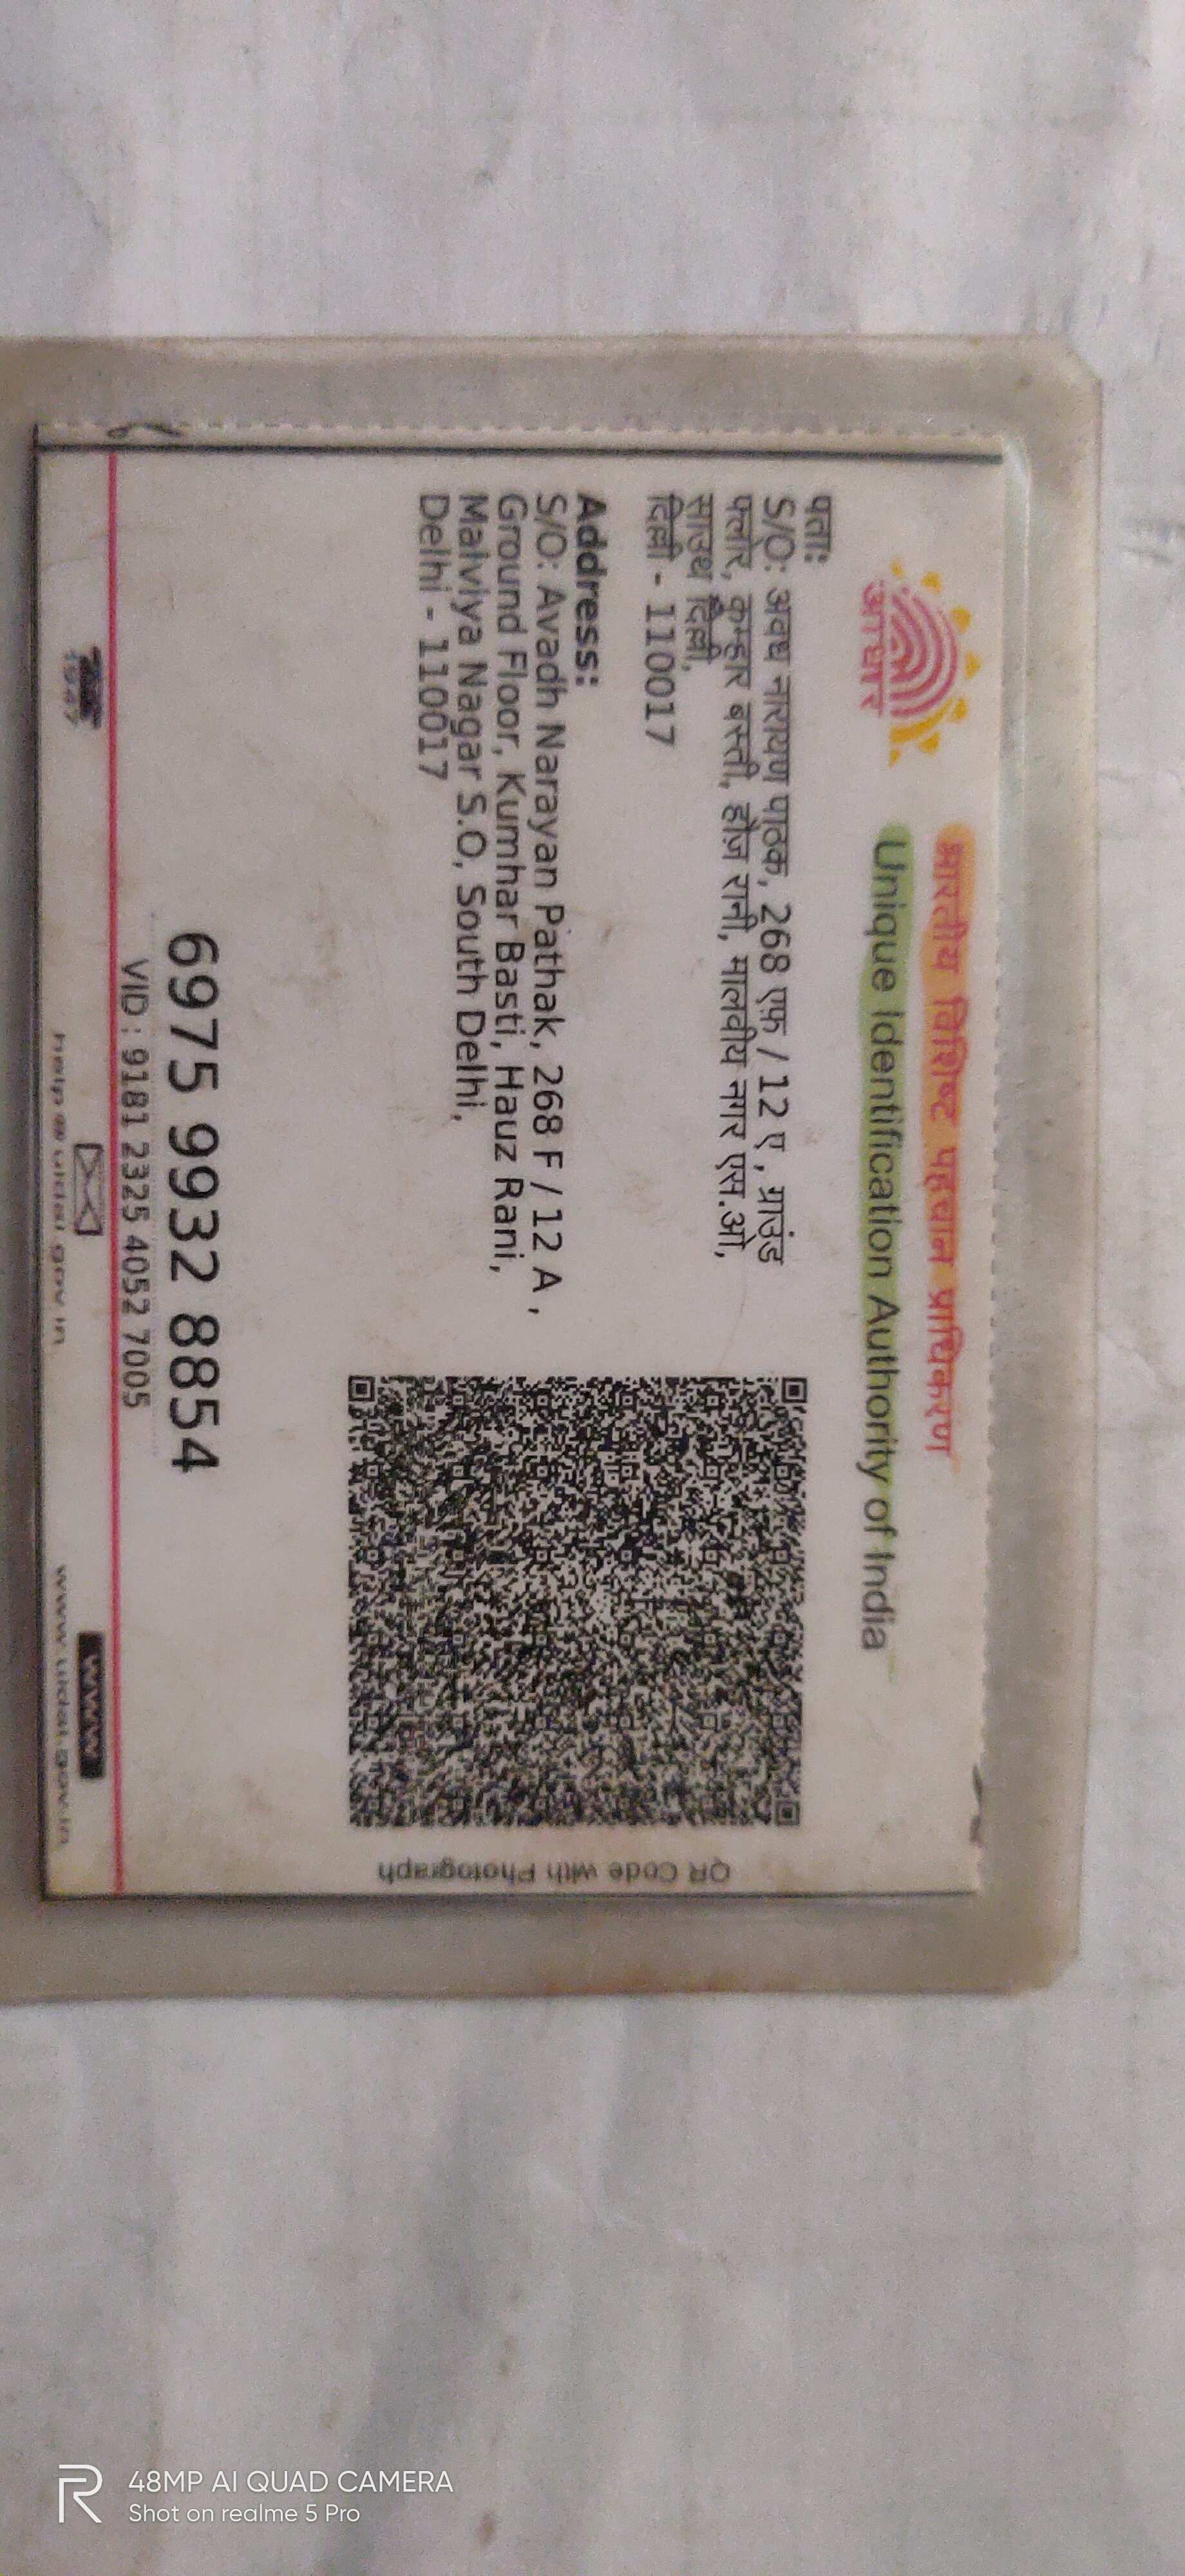 भारतीय विशिष्ट पहचान प्राधिकरण
Unique Identification Authority of India
आधार
पता:
S/O: अवध नारायण पाठक, 268 एफ / 12 ए , ग्राउंड
फ्लोर, कुम्हार बस्ती, हौज़ रानी, मालवीय नगर एस.ओ,
साउथ दिल्ली,
दिल्ली - 110017
Address:
S/O: Avadh Narayan Pathak, 268 F / 12 A ,
Ground Floor, Kumhar Basti, Hauz Rani,
Malviya Nagar S.O, South Delhi,
Delhi - 110017
QR Code with Photograph
6975 9932 8854
VID : 9181 2325 4052 7005
1947
help@uidai.gov.in
www
www.uidai.gov.in
48MP AI QUAD CAMERA
Shot on realme 5 Pro